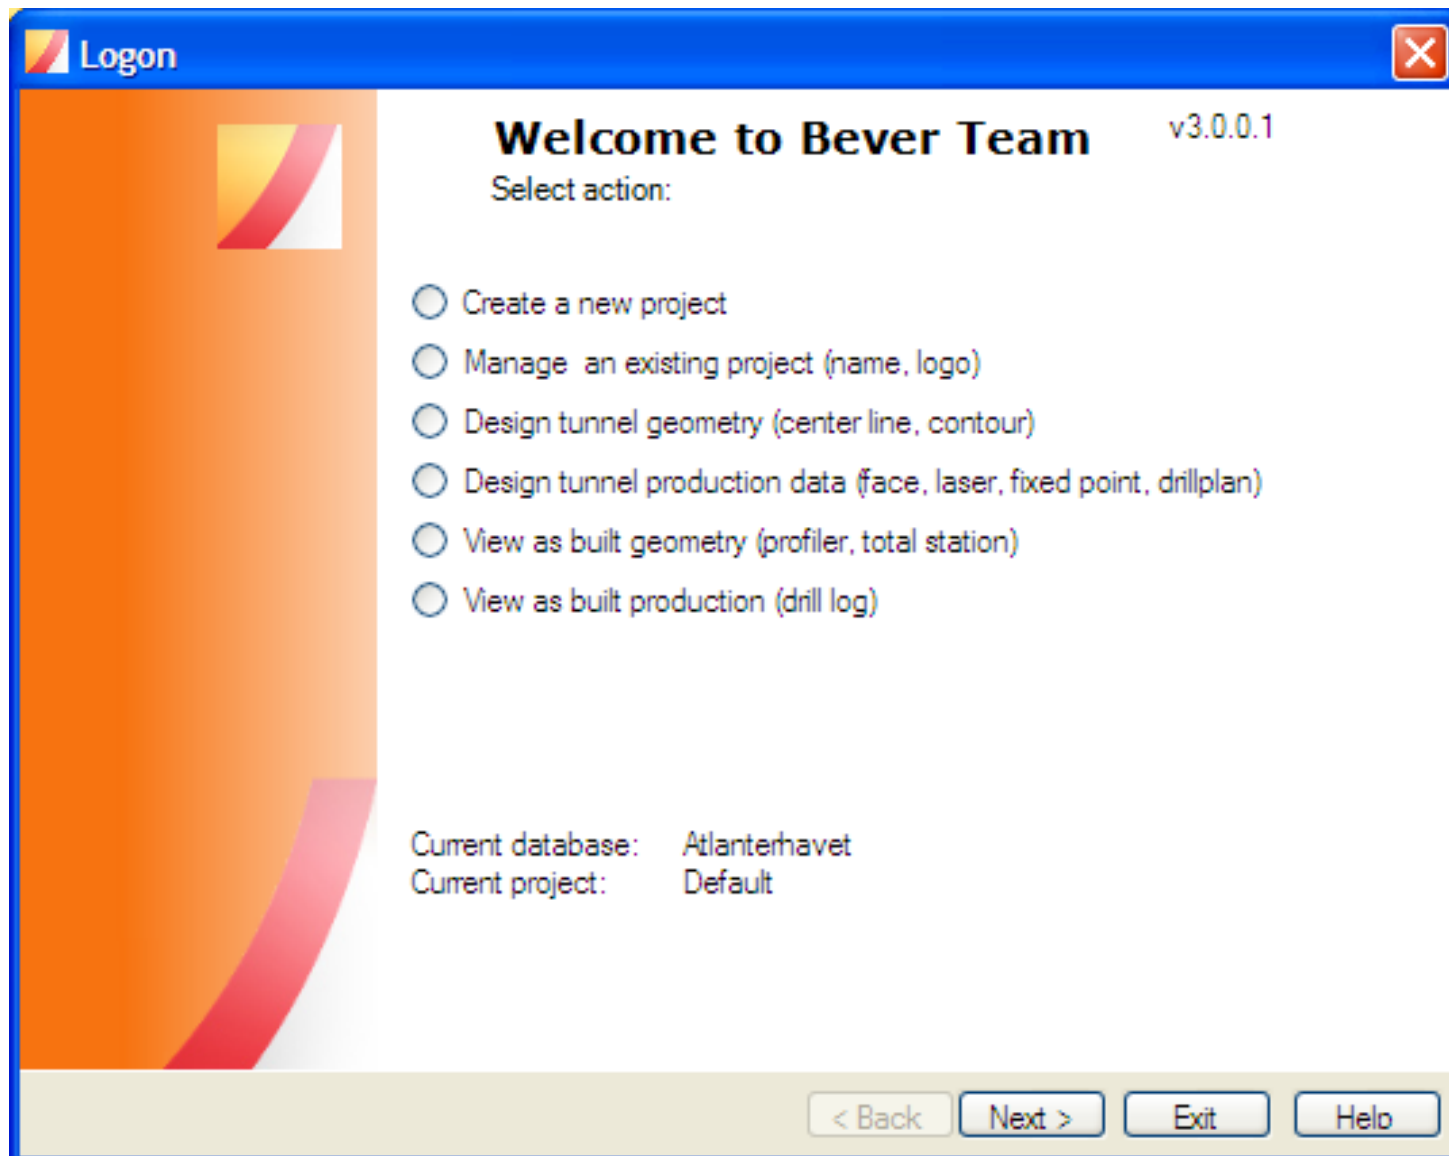 Logon
Welcome to Bever Team v3.0.0.1
Select action:
Create a new project
Manage an existing project (name, logo)
Design tunnel geometry (center line, contour)
Design tunnel production data (face, laser, fixed point, drillplan)
View as built geometry (profiler, total station)
View as built production (drill log)
Current database: Atlanterhavet
Current project: Default
< Back Next > Exit Help